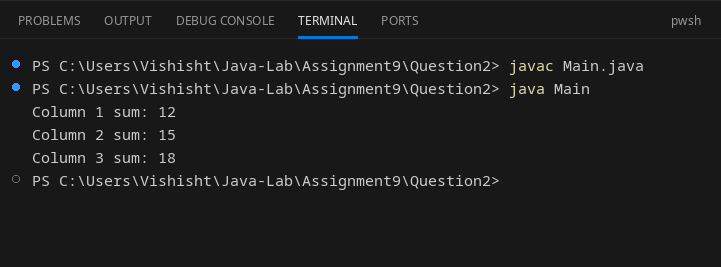 PROBLEMS OUTPUT DEBUG CONSOLE TERMINAL PORTS pwsh
PS C:\Users\Vishisht\Java-Lab\Assignment9\Question2> javac Main.java
PS C:\Users\Vishisht\Java-Lab\Assignment9\Question2> java Main
Column 1 sum: 12
Column 2 sum: 15
Column 3 sum: 18
PS C:\Users\Vishisht\Java-Lab\Assignment9\Question2>